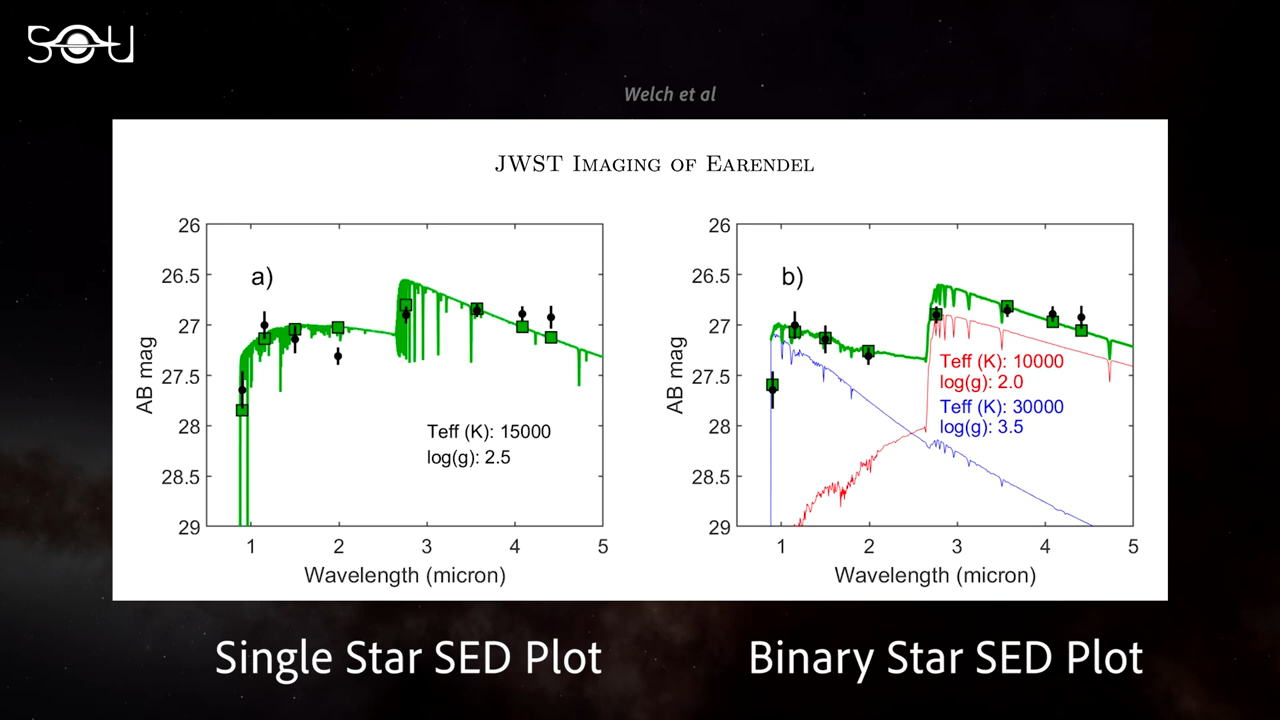 SOU
Welch et al
JWST Imaging of Earendel
a)
26
26.5
27
27.5
28
28.5
29
AB mag
Teff (K): 15000
log(g): 2.5
1 2 3 4 5
Wavelength (micron)
b)
26
26.5
27
27.5
28
28.5
29
AB mag
Teff (K): 10000
log(g): 2.0
Teff (K): 30000
log(g): 3.5
1 2 3 4 5
Wavelength (micron)
Single Star SED Plot
Binary Star SED Plot